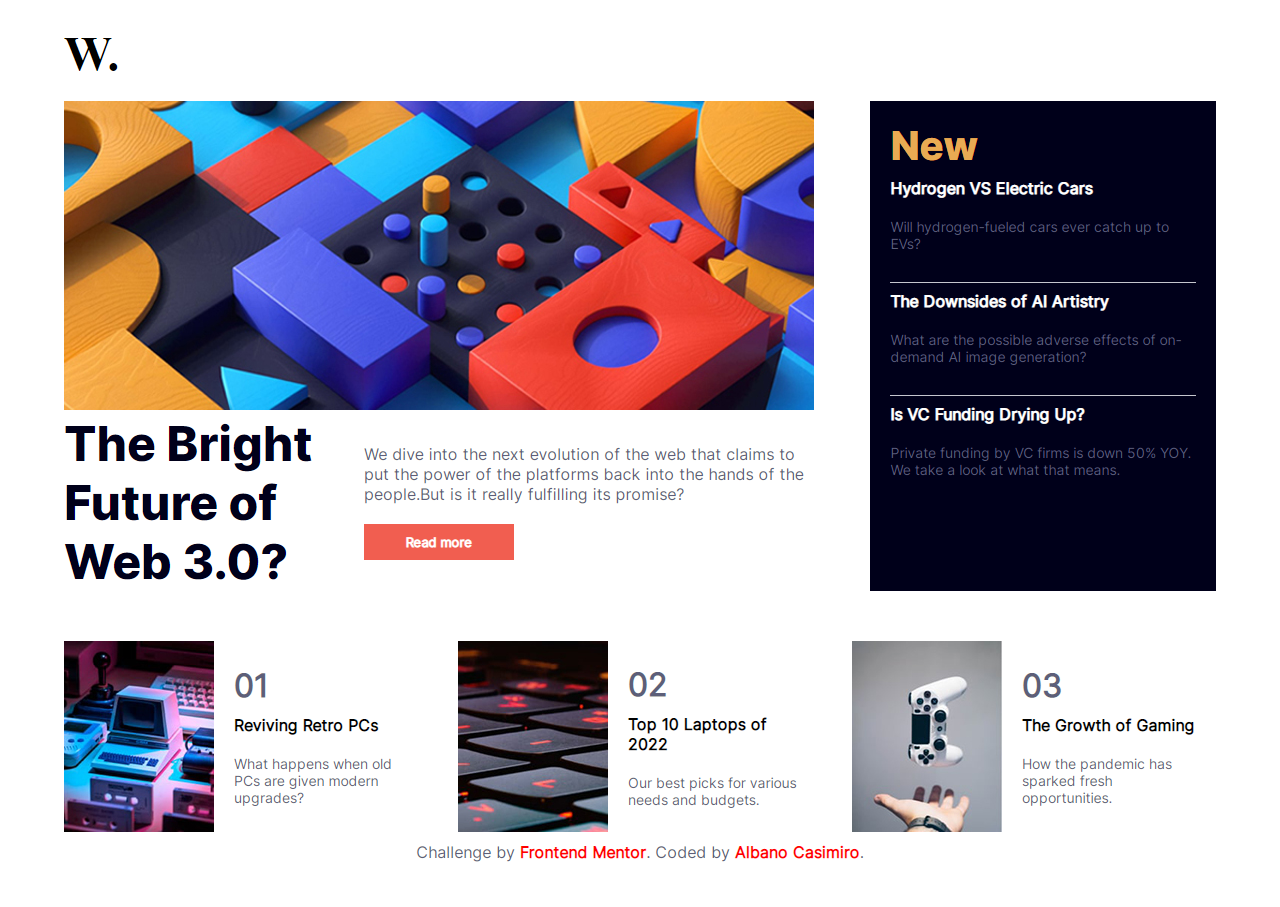 W.
The Bright
Future of
Web 3.0?
We dive into the next evolution of the web that claims to
put the power of the platforms back into the hands of the
people.But is it really fulfilling its promise?
Read more
New
Hydrogen VS Electric Cars
Will hydrogen-fueled cars ever catch up to
EVs?
The Downsides of AI Artistry
What are the possible adverse effects of on-
demand AI image generation?
Is VC Funding Drying Up?
Private funding by VC firms is down 50% YOY.
We take a look at what that means.
01
Reviving Retro PCs
What happens when old
PCs are given modern
upgrades?
02
Top 10 Laptops of
2022
Our best picks for various
needs and budgets.
03
The Growth of Gaming
How the pandemic has
sparked fresh
opportunities.
Challenge by Frontend Mentor. Coded by Albano Casimiro.